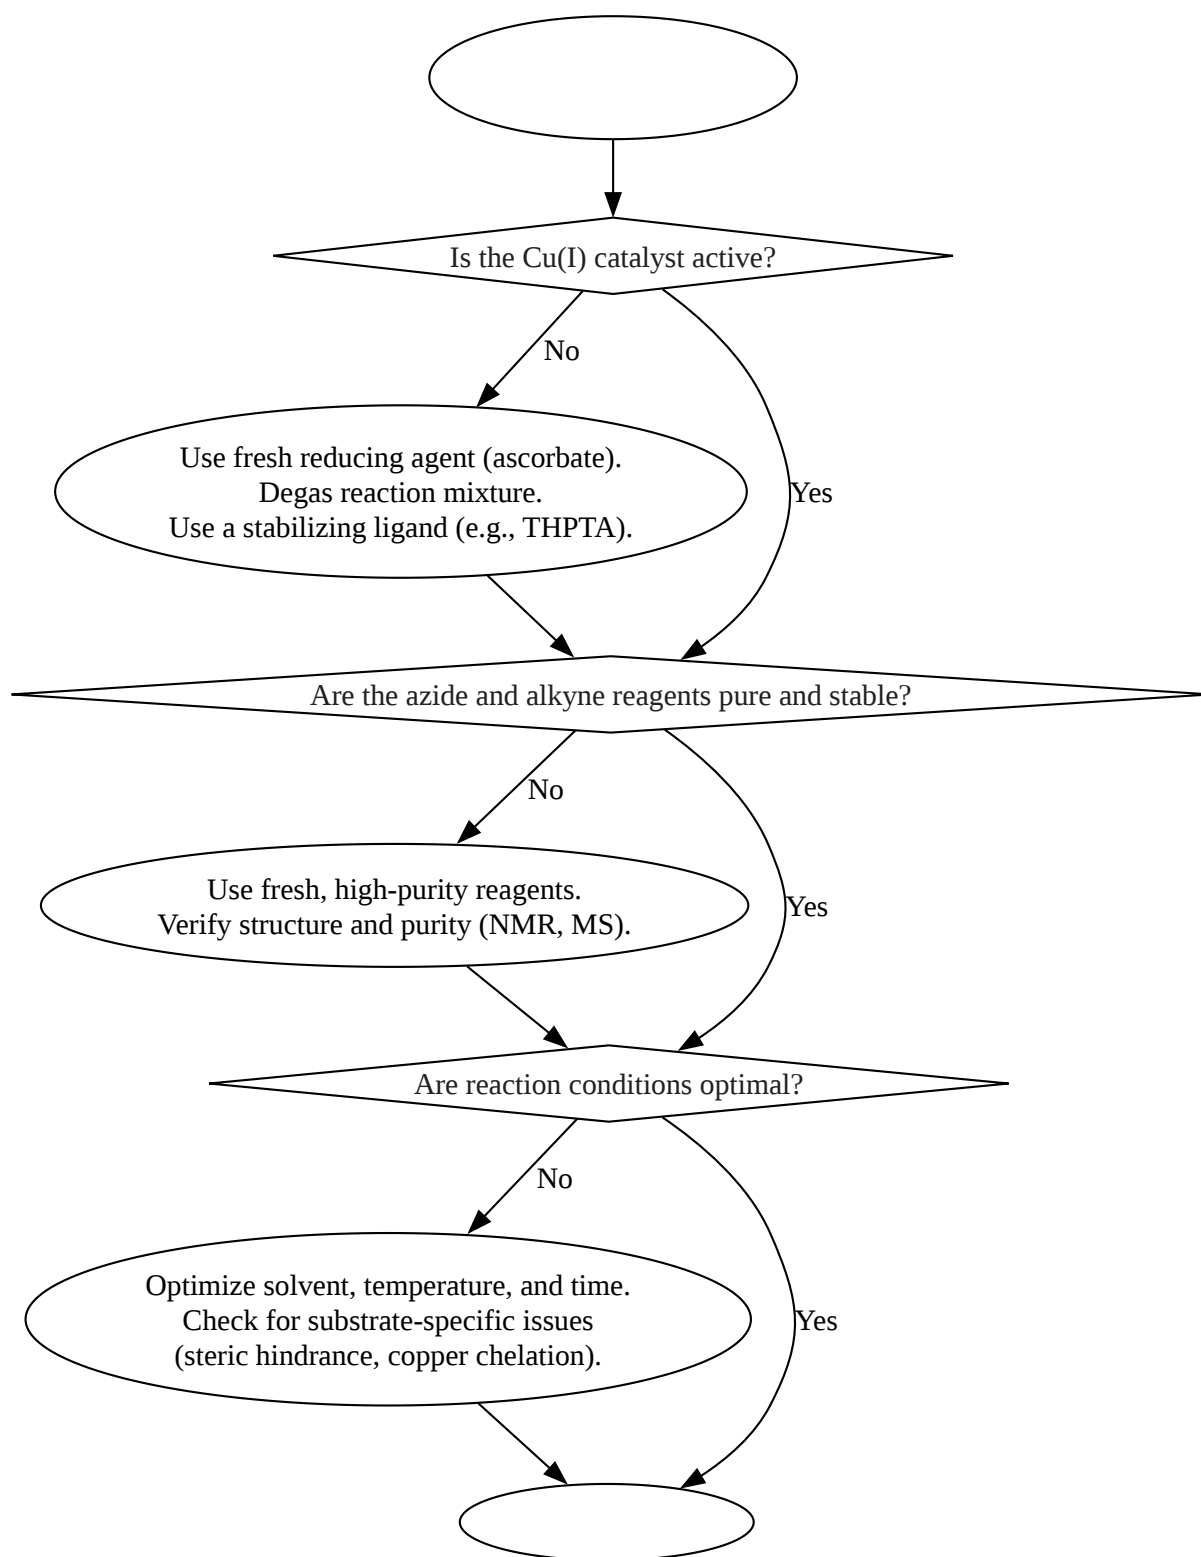 Is the Cu(I) catalyst active?
No
Use fresh reducing agent (ascorbate).
Degas reaction mixture.
Use a stabilizing ligand (e.g., THPTA).
Yes
Are the azide and alkyne reagents pure and stable?
No
Use fresh, high-purity reagents.
Verify structure and purity (NMR, MS).
Yes
Are reaction conditions optimal?
No
Optimize solvent, temperature, and time.
Check for substrate-specific issues
(steric hindrance, copper chelation).
Yes